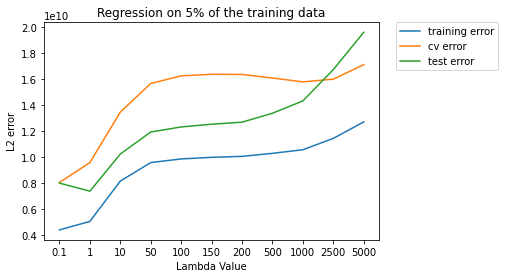 Regression on 5% of the training data
1e10
2.0
1.8
1.6
1.4
1.2
1.0
0.8
0.6
0.4
L2 error
0.1 1 10 50 100 150 200 500 1000 2500 5000
Lambda Value
training error
cv error
test error